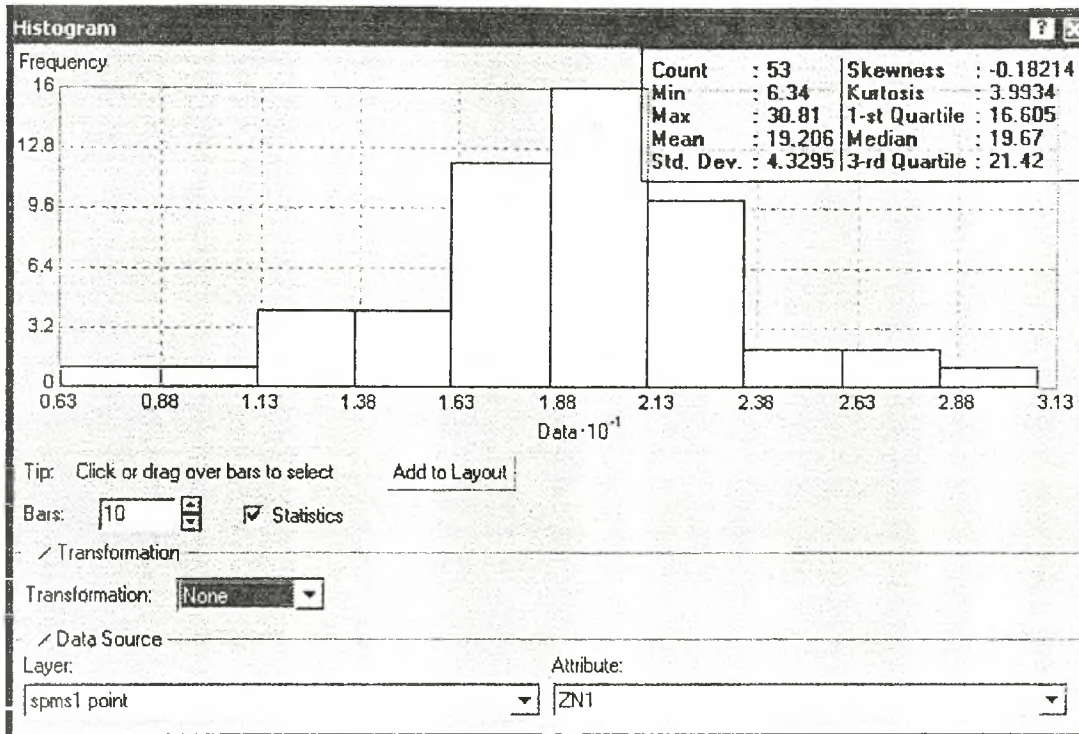 Histogram
Frequency
Count : 53 Skewness : -0.18214
Min : 6.34 Kurtosis : 3.9934
Max : 30.81 1-st Quartile : 16.605
Mean : 19.206 Median : 19.67
Std. Dev. : 4.3295 3-rd Quartile : 21.42
16
12.8
9.6
6.4
3.2
0
0.63 0.88 1.13 1.38 1.63 1.88 2.13 2.38 2.63 2.88 3.13
Data·10⁻¹
Tip: Click or drag over bars to select Add to Layout
Bars: 10 Statistics
Transformation
Transformation: None
Data Source
Layer: Attribute:
spms1 point ZN1